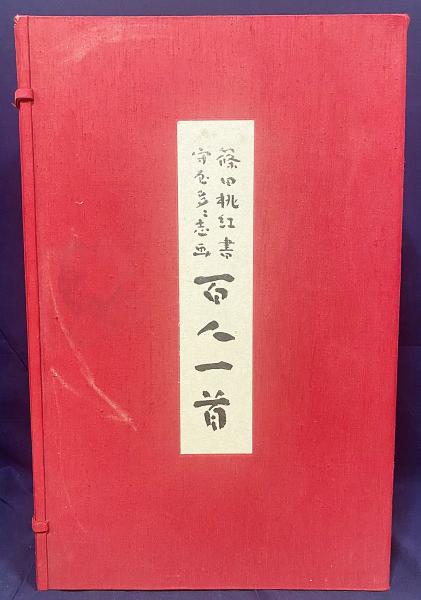 篠田桃紅書
守屋多々志画
百人一首